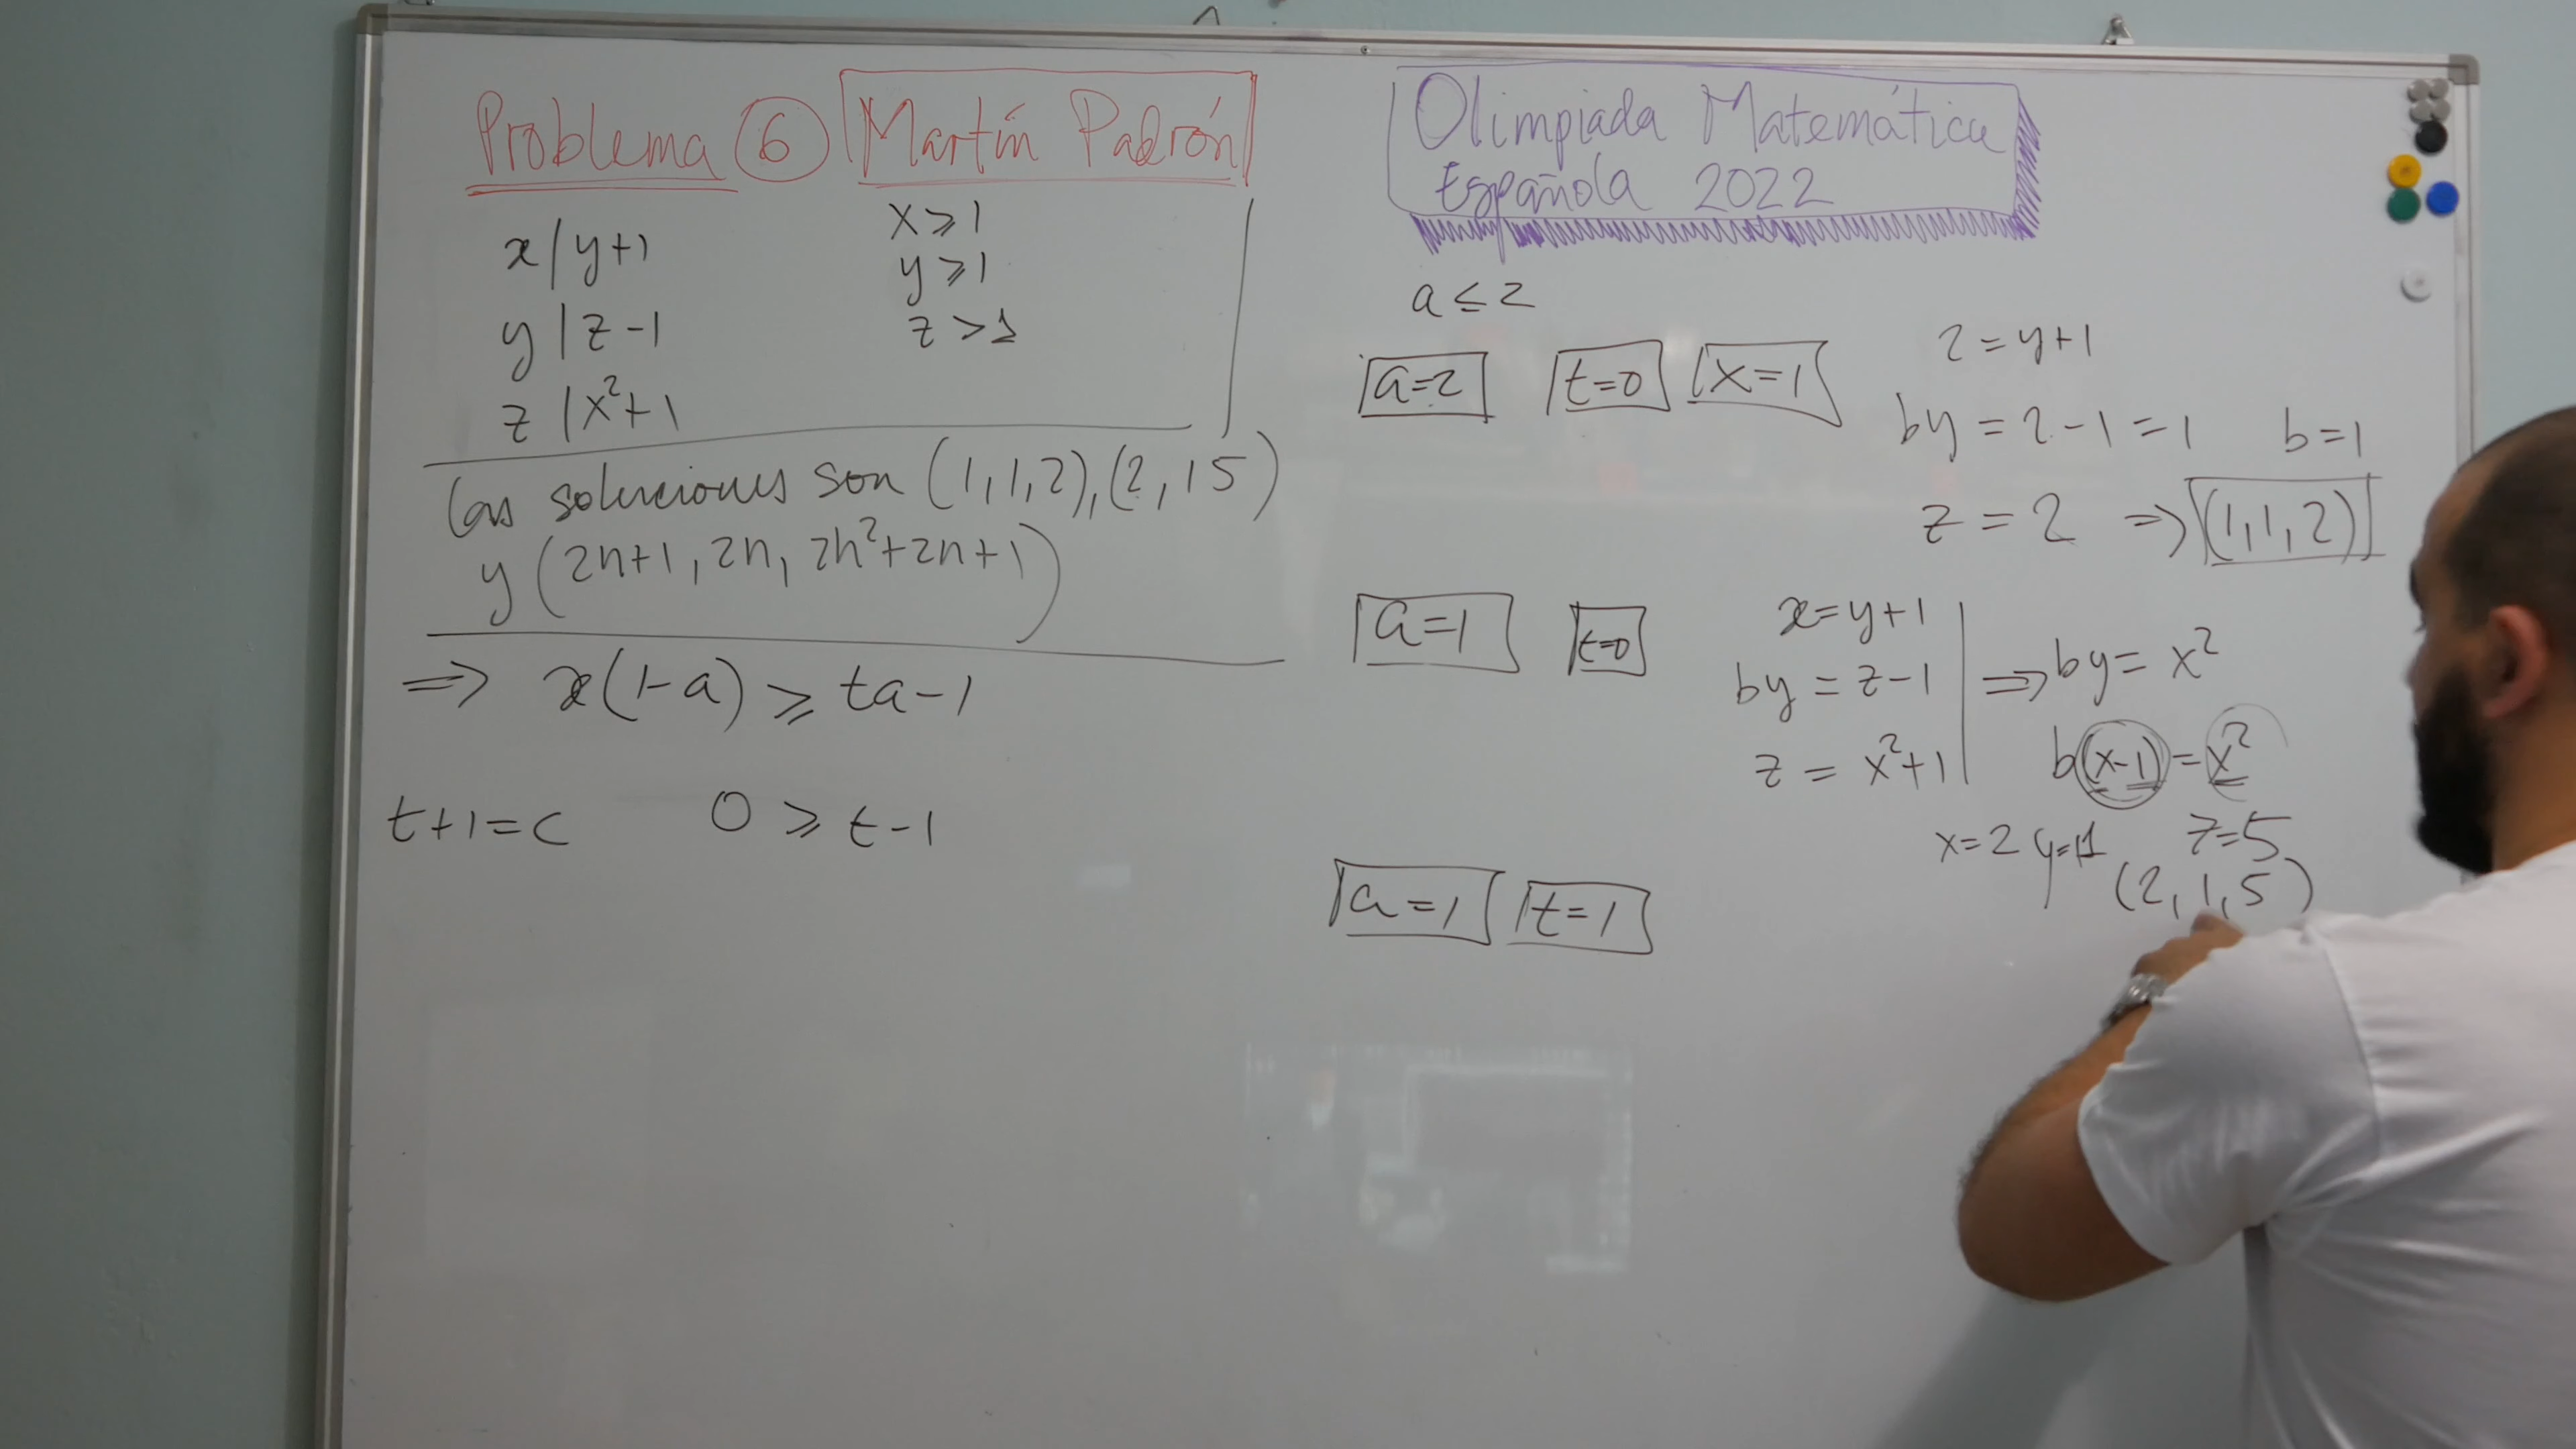 Problema 6 Martín Padrón
x | y+1
y | z-1
z | x²+1
x ⩾ 1
y ⩾ 1
z > 1
las soluciones son (1,1,2), (2,15)
y (2n+1, 2n, 2n²+2n+1)
⇒ x(1-a) ⩾ ta-1
t+1=c 0 ⩾ t-1
Olimpiada Matemática
Española 2022
a ≤ 2
a=2 t=0 x=1
2 = y+1
by = 2-1 = 1 b=1
z = 2 ⇒ (1,1,2)
a=1 t=0
x=y+1
by = z-1
z = x²+1
⇒ by = x²
b(x-1) = x²
x=2 y=1 z=5
(2,1,5)
a=1 t=1